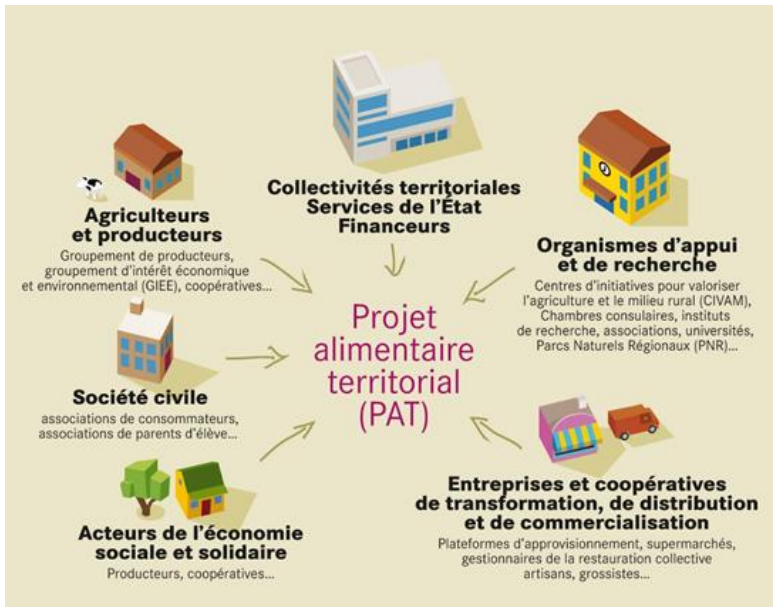 Collectivités territoriales
Services de l'État
Financeurs
Agriculteurs
et producteurs
Groupement de producteurs,
groupement d'intérêt économique
et environnemental (GIEE), coopératives...
Organismes d'appui
et de recherche
Centres d'initiatives pour valoriser
l'agriculture et le milieu rural (CIVAM),
Chambres consulaires, instituts
de recherche, associations, universités,
Parcs Naturels Régionaux (PNR)...
Projet
alimentaire
territorial
(PAT)
Société civile
associations de consommateurs,
associations de parents d'élève...
Acteurs de l'économie
sociale et solidaire
Producteurs, coopératives...
Entreprises et coopératives
de transformation, de distribution
et de commercialisation
Plateformes d'approvisionnement, supermarchés,
gestionnaires de la restauration collective
artisans, grossistes...